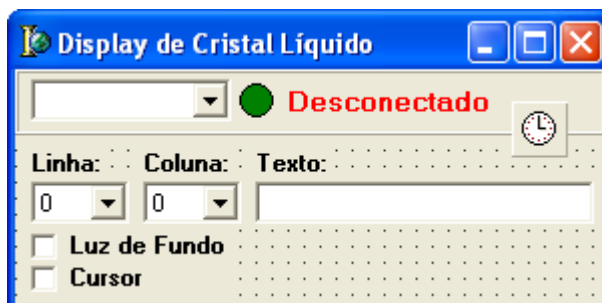 Display de Cristal Líquido
Desconectado
Linha: Coluna: Texto:
0 0
Luz de Fundo
Cursor